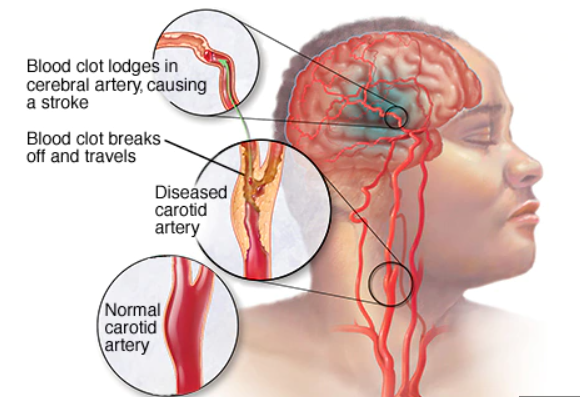 Blood clot lodges in
cerebral artery, causing
a stroke
Blood clot breaks
off and travels
Diseased
carotid
artery
Normal
carotid
artery